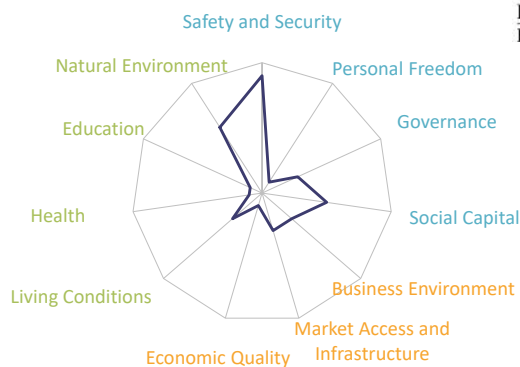 Safety and Security
Natural Environment
Personal Freedom
Education
Governance
Health
Social Capital
Living Conditions
Business Environment
Market Access and
Infrastructure
Economic Quality